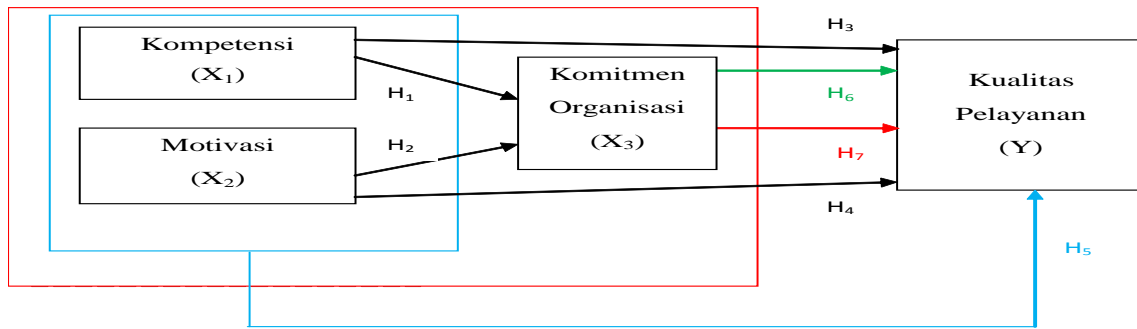 Kompetensi
(X₁)
Motivasi
(X₂)
H₁
H₂
Komitmen
Organisasi
(X₃)
H₃
H₆
H₇
H₄
Kualitas
Pelayanan
(Y)
H₅